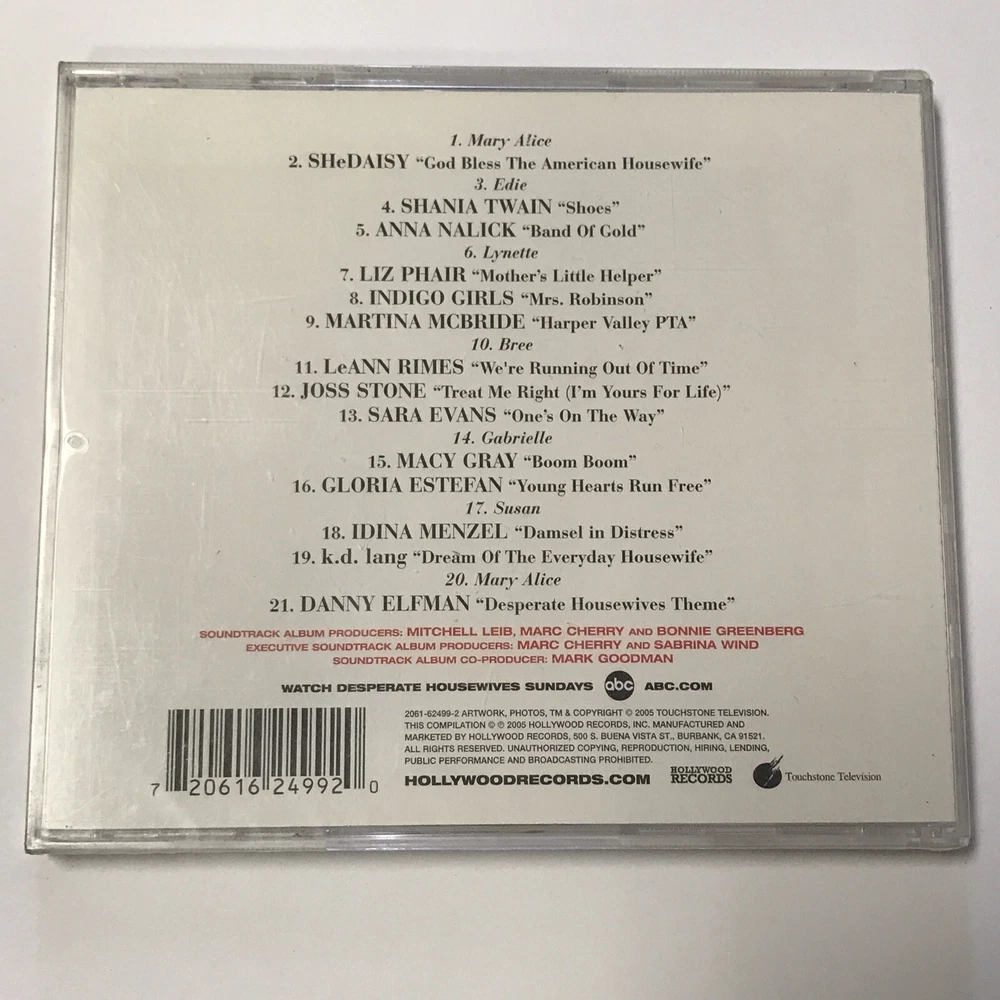 1. Mary Alice
2. SHeDAISY “God Bless The American Housewife”
3. Edie
4. SHANIA TWAIN “Shoes”
5. ANNA NALICK “Band Of Gold”
6. Lynette
7. LIZ PHAIR “Mother’s Little Helper”
8. INDIGO GIRLS “Mrs. Robinson”
9. MARTINA MCBRIDE “Harper Valley PTA”
10. Bree
11. LeANN RIMES “We're Running Out Of Time”
12. JOSS STONE “Treat Me Right (I’m Yours For Life)”
13. SARA EVANS “One’s On The Way”
14. Gabrielle
15. MACY GRAY “Boom Boom”
16. GLORIA ESTEFAN “Young Hearts Run Free”
17. Susan
18. IDINA MENZEL “Damsel in Distress”
19. k.d. lang “Dream Of The Everyday Housewife”
20. Mary Alice
21. DANNY ELFMAN “Desperate Housewives Theme”
SOUNDTRACK ALBUM PRODUCERS: MITCHELL LEIB, MARC CHERRY AND BONNIE GREENBERG
EXECUTIVE SOUNDTRACK ALBUM PRODUCERS: MARC CHERRY AND SABRINA WIND
SOUNDTRACK ALBUM CO-PRODUCER: MARK GOODMAN
WATCH DESPERATE HOUSEWIVES SUNDAYS abc ABC.COM
2061-62499-2 ARTWORK, PHOTOS, TM & COPYRIGHT © 2005 TOUCHSTONE TELEVISION.
THIS COMPILATION © ℗ 2005 HOLLYWOOD RECORDS, INC. MANUFACTURED AND
MARKETED BY HOLLYWOOD RECORDS, 500 S. BUENA VISTA ST., BURBANK, CA 91521.
ALL RIGHTS RESERVED. UNAUTHORIZED COPYING, REPRODUCTION, HIRING, LENDING,
PUBLIC PERFORMANCE AND BROADCASTING PROHIBITED.
HOLLYWOODRECORDS.COM
HOLLYWOOD
RECORDS
Touchstone Television
7 20616 24992 0